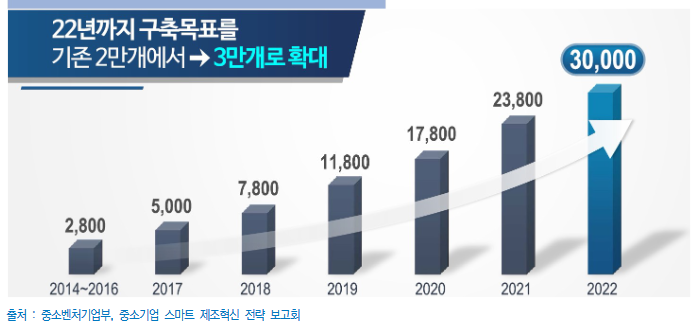 22년까지 구축목표를
기존 2만개에서 → 3만개로 확대
30,000
23,800
17,800
11,800
7,800
5,000
2,800
2014~2016 2017 2018 2019 2020 2021 2022
출처 : 중소벤처기업부, 중소기업 스마트 제조혁신 전략 보고회